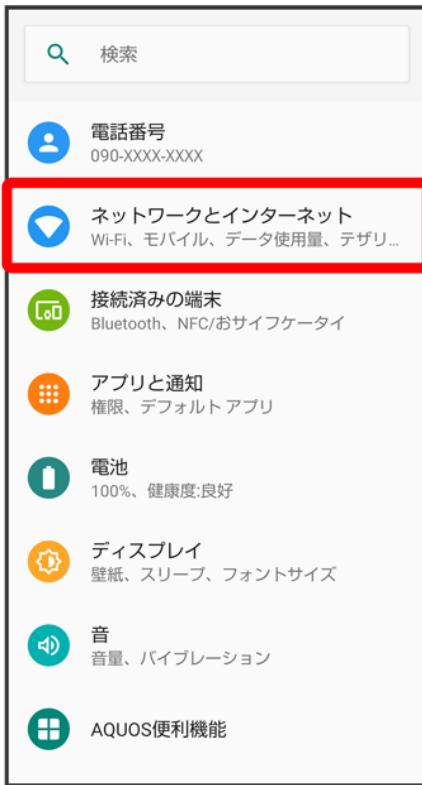 検索
電話番号
090-XXXX-XXXX
ネットワークとインターネット
Wi-Fi、モバイル、データ使用量、テザリ...
接続済みの端末
Bluetooth、NFC/おサイフケータイ
アプリと通知
権限、デフォルト アプリ
電池
100%、健康度:良好
ディスプレイ
壁紙、スリープ、フォントサイズ
音
音量、バイブレーション
AQUOS便利機能